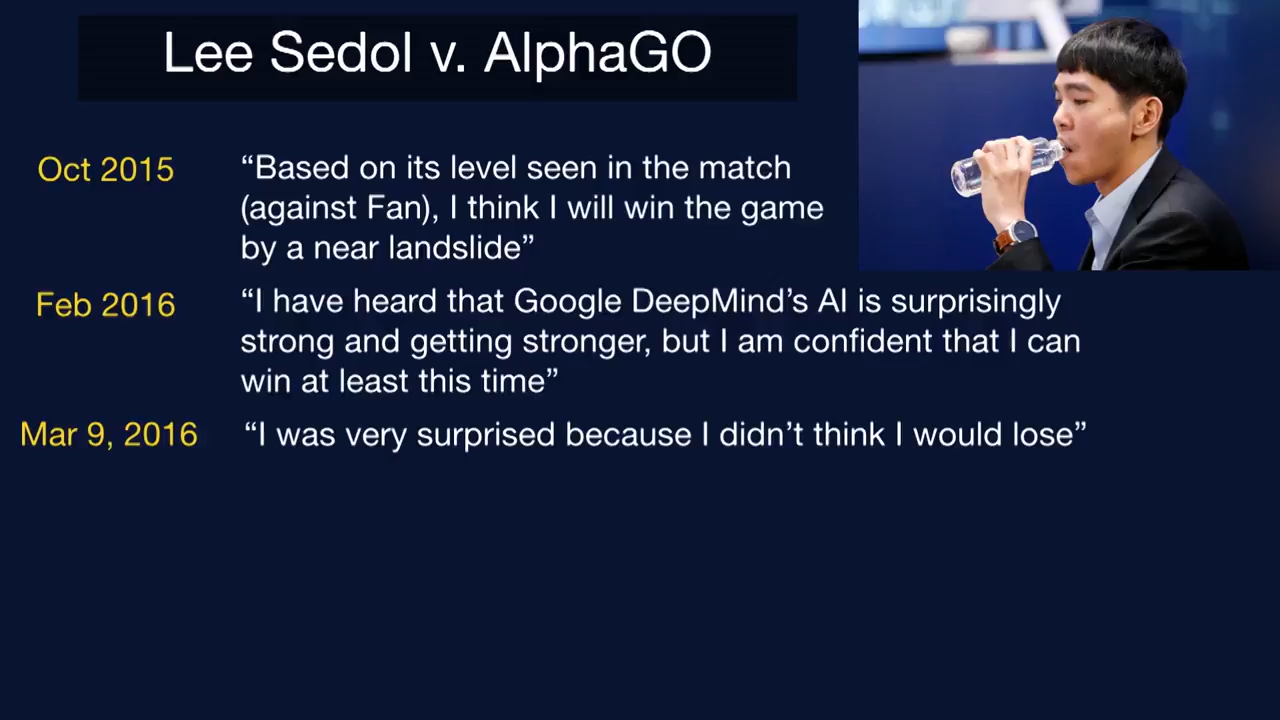 Lee Sedol v. AlphaGO
Oct 2015
“Based on its level seen in the match
(against Fan), I think I will win the game
by a near landslide”
Feb 2016
“I have heard that Google DeepMind’s AI is surprisingly
strong and getting stronger, but I am confident that I can
win at least this time”
Mar 9, 2016
“I was very surprised because I didn’t think I would lose”